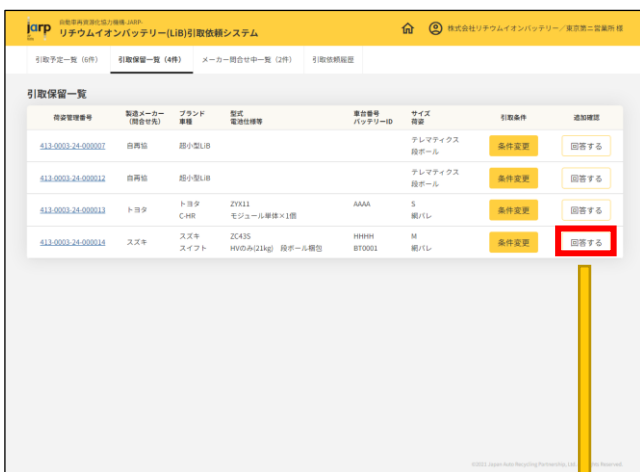 jarp
自動車再資源化協力機構-JARP-
リチウムイオンバッテリー(LiB)引取依頼システム
株式会社リチウムイオンバッテリー／東京第二営業所 様
引取予定一覧（6件） 引取保留一覧（4件） メーカー問合せ中一覧（2件） 引取依頼履歴
引取保留一覧
荷姿管理番号 製造メーカー（問合せ先） ブランド 車種 型式 電池仕様等 車台番号 バッテリーID サイズ 荷姿 引取条件 追加確認
413-0003-24-000007 自再協 超小型LiB テレマティクス 段ボール 条件変更 回答する
413-0003-24-000012 自再協 超小型LiB テレマティクス 段ボール 条件変更 回答する
413-0003-24-000013 トヨタ トヨタ C-HR ZYX11 モジュール単体×1個 AAAA S 網パレ 条件変更 回答する
413-0003-24-000014 スズキ スズキ スイフト ZC43S HVのみ(21kg) 段ボール梱包 HHHH BT0001 M 網パレ 条件変更 回答する
©2022 Japan Auto Recycling Partnership, Ltd. All Rights Reserved.